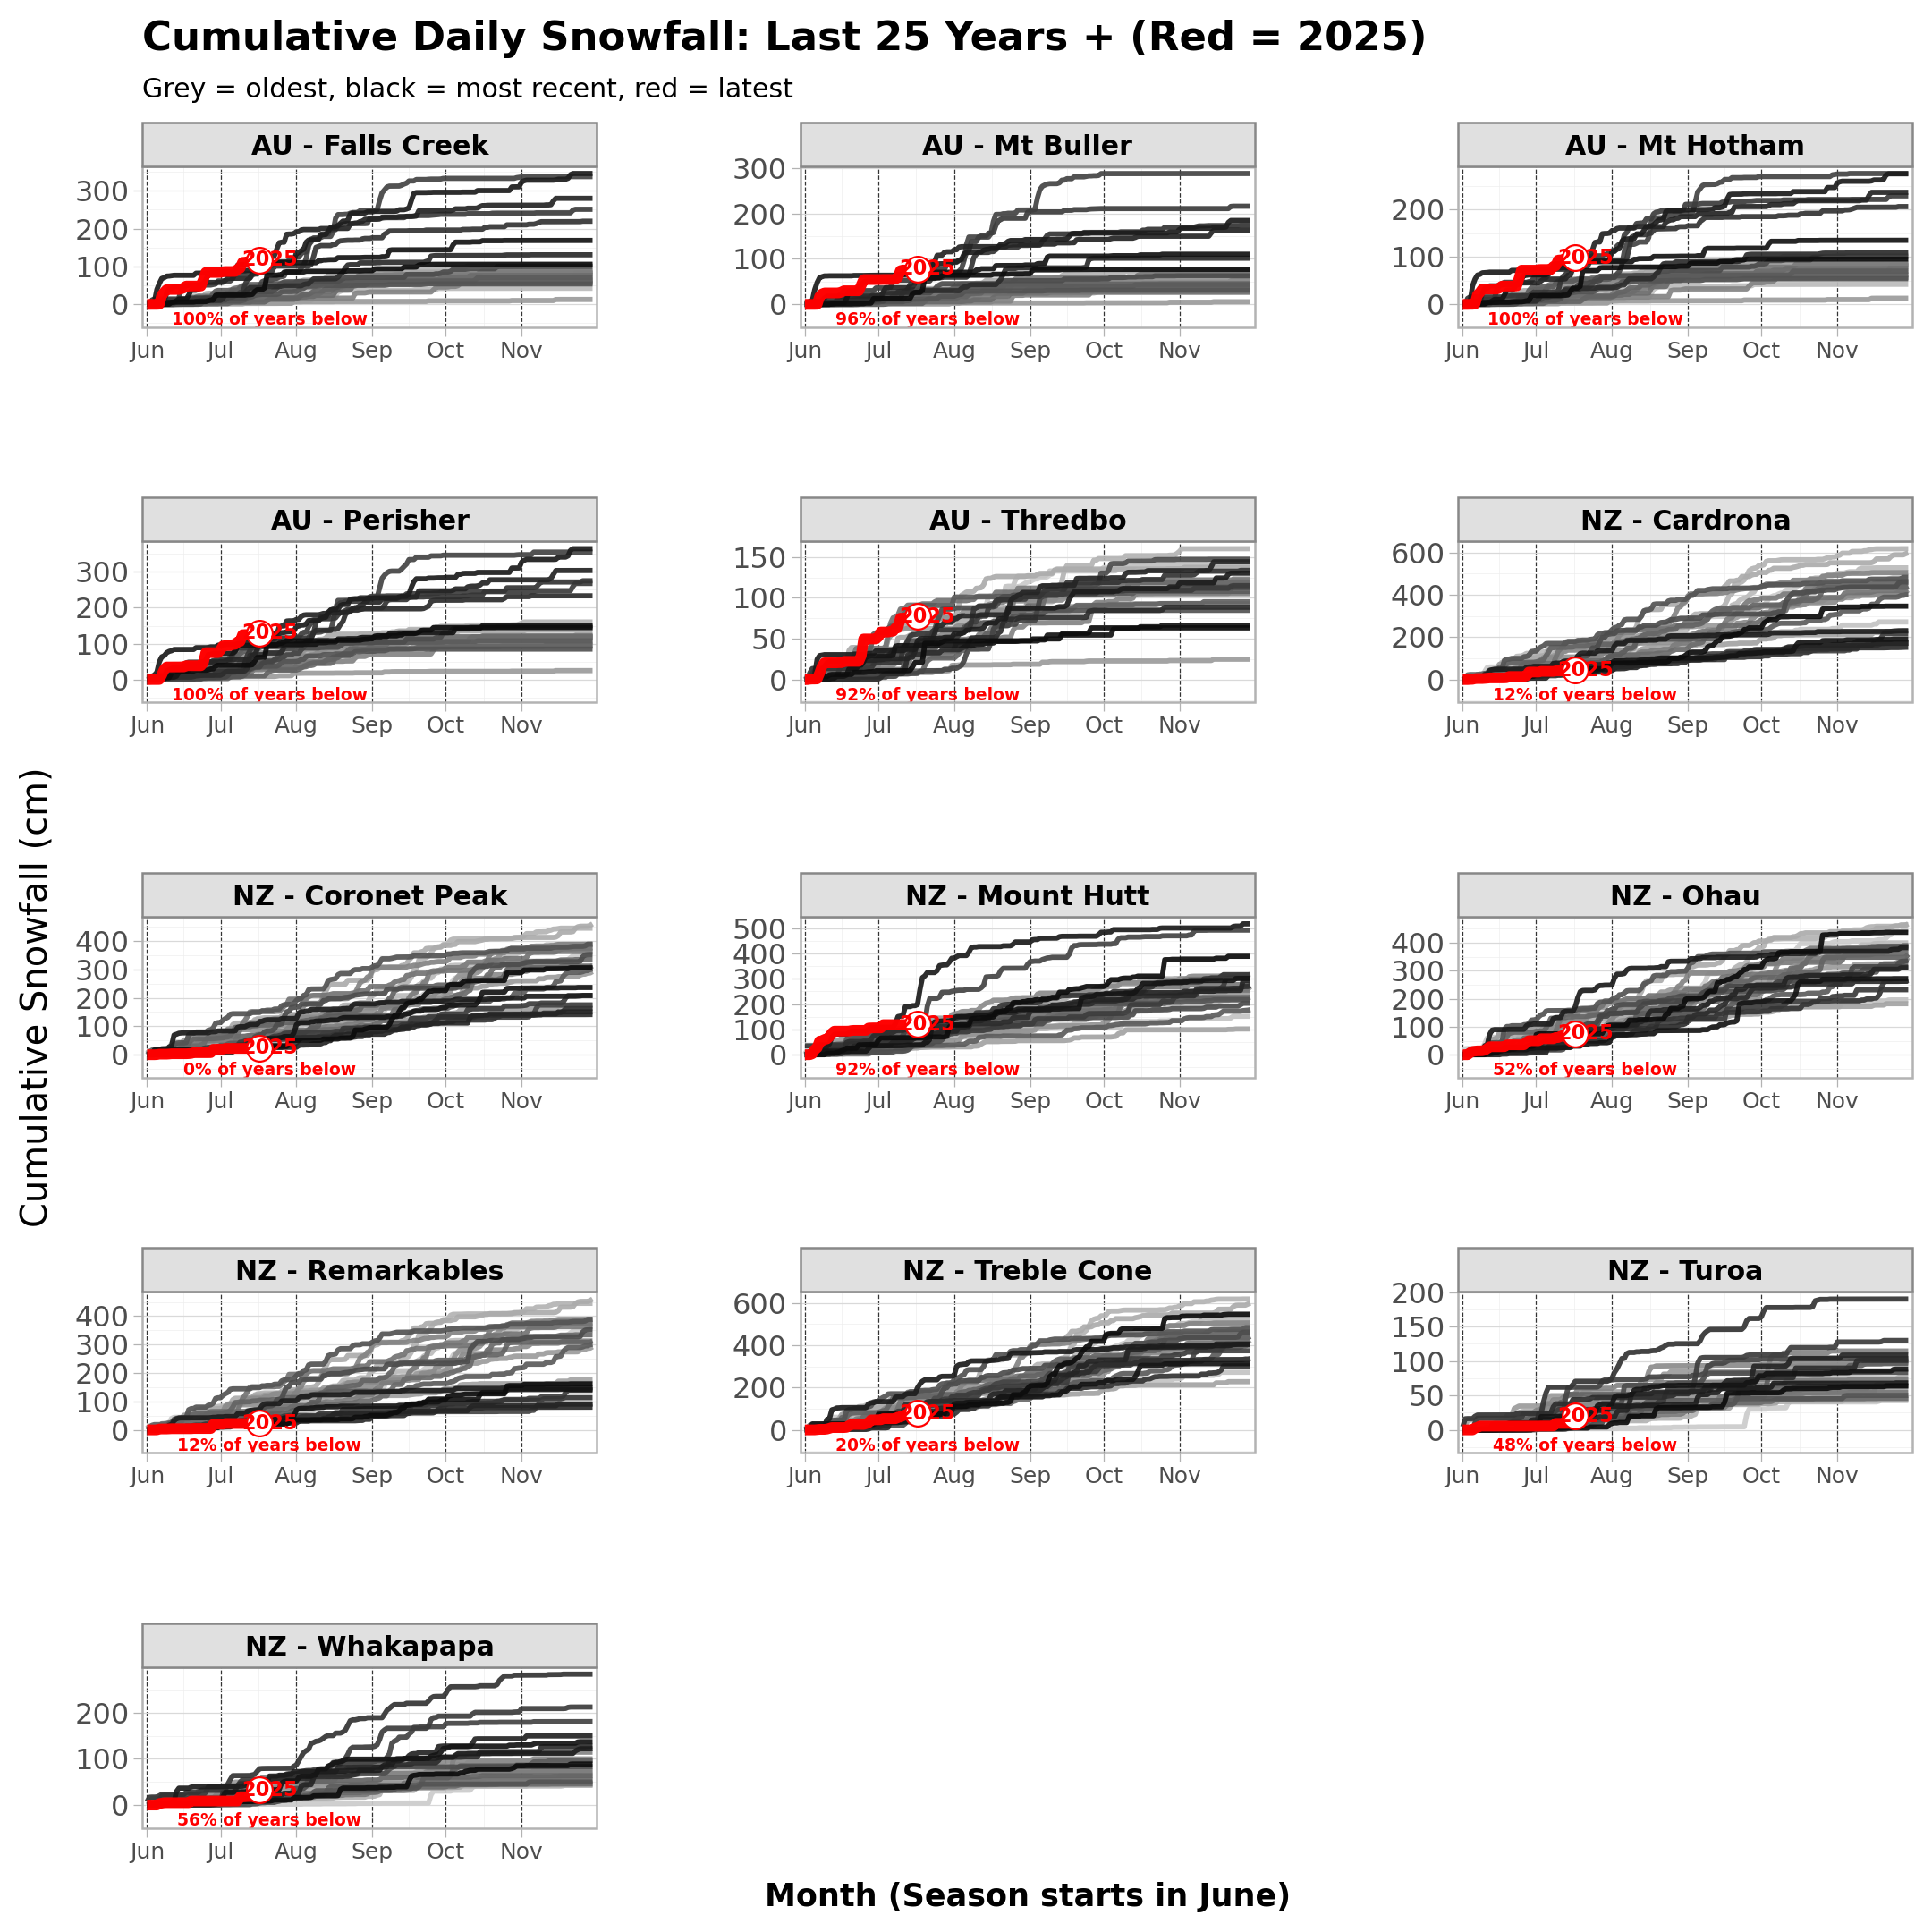 Cumulative Daily Snowfall: Last 25 Years + (Red = 2025)
Grey = oldest, black = most recent, red = latest
Cumulative Snowfall (cm)
AU - Falls Creek
300
200
100
0
2025
100% of years below
Jun Jul Aug Sep Oct Nov
AU - Mt Buller
300
200
100
0
2025
96% of years below
Jun Jul Aug Sep Oct Nov
AU - Mt Hotham
200
100
0
2025
100% of years below
Jun Jul Aug Sep Oct Nov
AU - Perisher
300
200
100
0
2025
100% of years below
Jun Jul Aug Sep Oct Nov
AU - Thredbo
150
100
50
0
2025
92% of years below
Jun Jul Aug Sep Oct Nov
NZ - Cardrona
600
400
200
0
2025
12% of years below
Jun Jul Aug Sep Oct Nov
NZ - Coronet Peak
400
300
200
100
0
2025
0% of years below
Jun Jul Aug Sep Oct Nov
NZ - Mount Hutt
500
400
300
200
100
0
2025
92% of years below
Jun Jul Aug Sep Oct Nov
NZ - Ohau
400
300
200
100
0
2025
52% of years below
Jun Jul Aug Sep Oct Nov
NZ - Remarkables
400
300
200
100
0
2025
12% of years below
Jun Jul Aug Sep Oct Nov
NZ - Treble Cone
600
400
200
0
2025
20% of years below
Jun Jul Aug Sep Oct Nov
NZ - Turoa
200
150
100
50
0
2025
48% of years below
Jun Jul Aug Sep Oct Nov
NZ - Whakapapa
200
100
0
2025
56% of years below
Jun Jul Aug Sep Oct Nov
Month (Season starts in June)